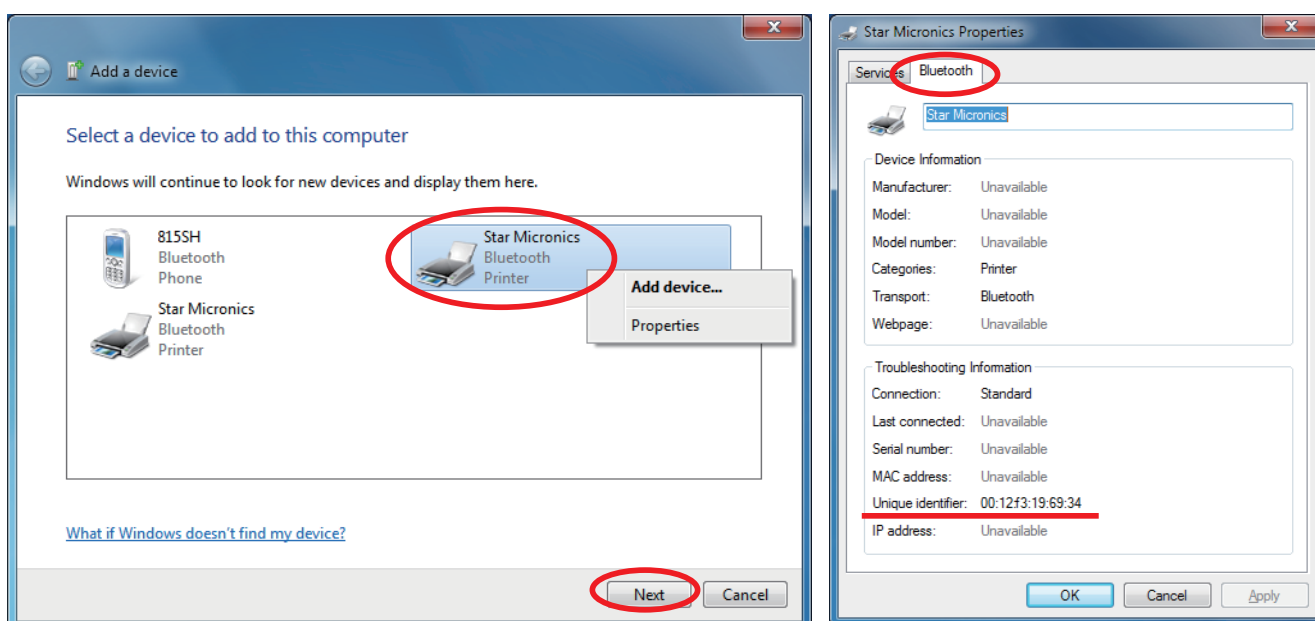 Add a device
Select a device to add to this computer
Windows will continue to look for new devices and display them here.
815SH
Bluetooth
Phone
Star Micronics
Bluetooth
Printer
Star Micronics
Bluetooth
Printer
Add device...
Properties
What if Windows doesn't find my device?
Next
Cancel
Star Micronics Properties
Services
Bluetooth
Star Micronics
Device Information
Manufacturer: Unavailable
Model: Unavailable
Model number: Unavailable
Categories: Printer
Transport: Bluetooth
Webpage: Unavailable
Troubleshooting Information
Connection: Standard
Last connected: Unavailable
Serial number: Unavailable
MAC address: Unavailable
Unique identifier: 00:12:f3:19:69:34
IP address: Unavailable
OK
Cancel
Apply